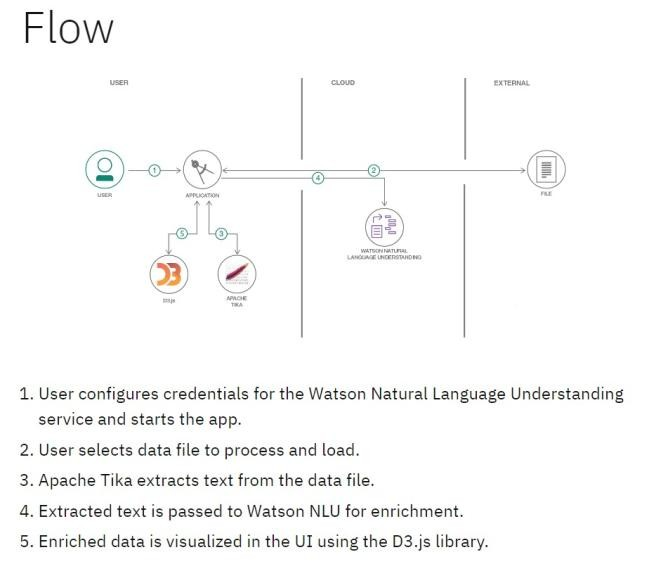 Flow
USER
CLOUD
EXTERNAL
1
2
4
USER
APPLICATION
FILE
5
3
WATSON NATURAL
LANGUAGE UNDERSTANDING
D3
D3js
APACHE
TIKA
1. User configures credentials for the Watson Natural Language Understanding
service and starts the app.
2. User selects data file to process and load.
3. Apache Tika extracts text from the data file.
4. Extracted text is passed to Watson NLU for enrichment.
5. Enriched data is visualized in the UI using the D3.js library.